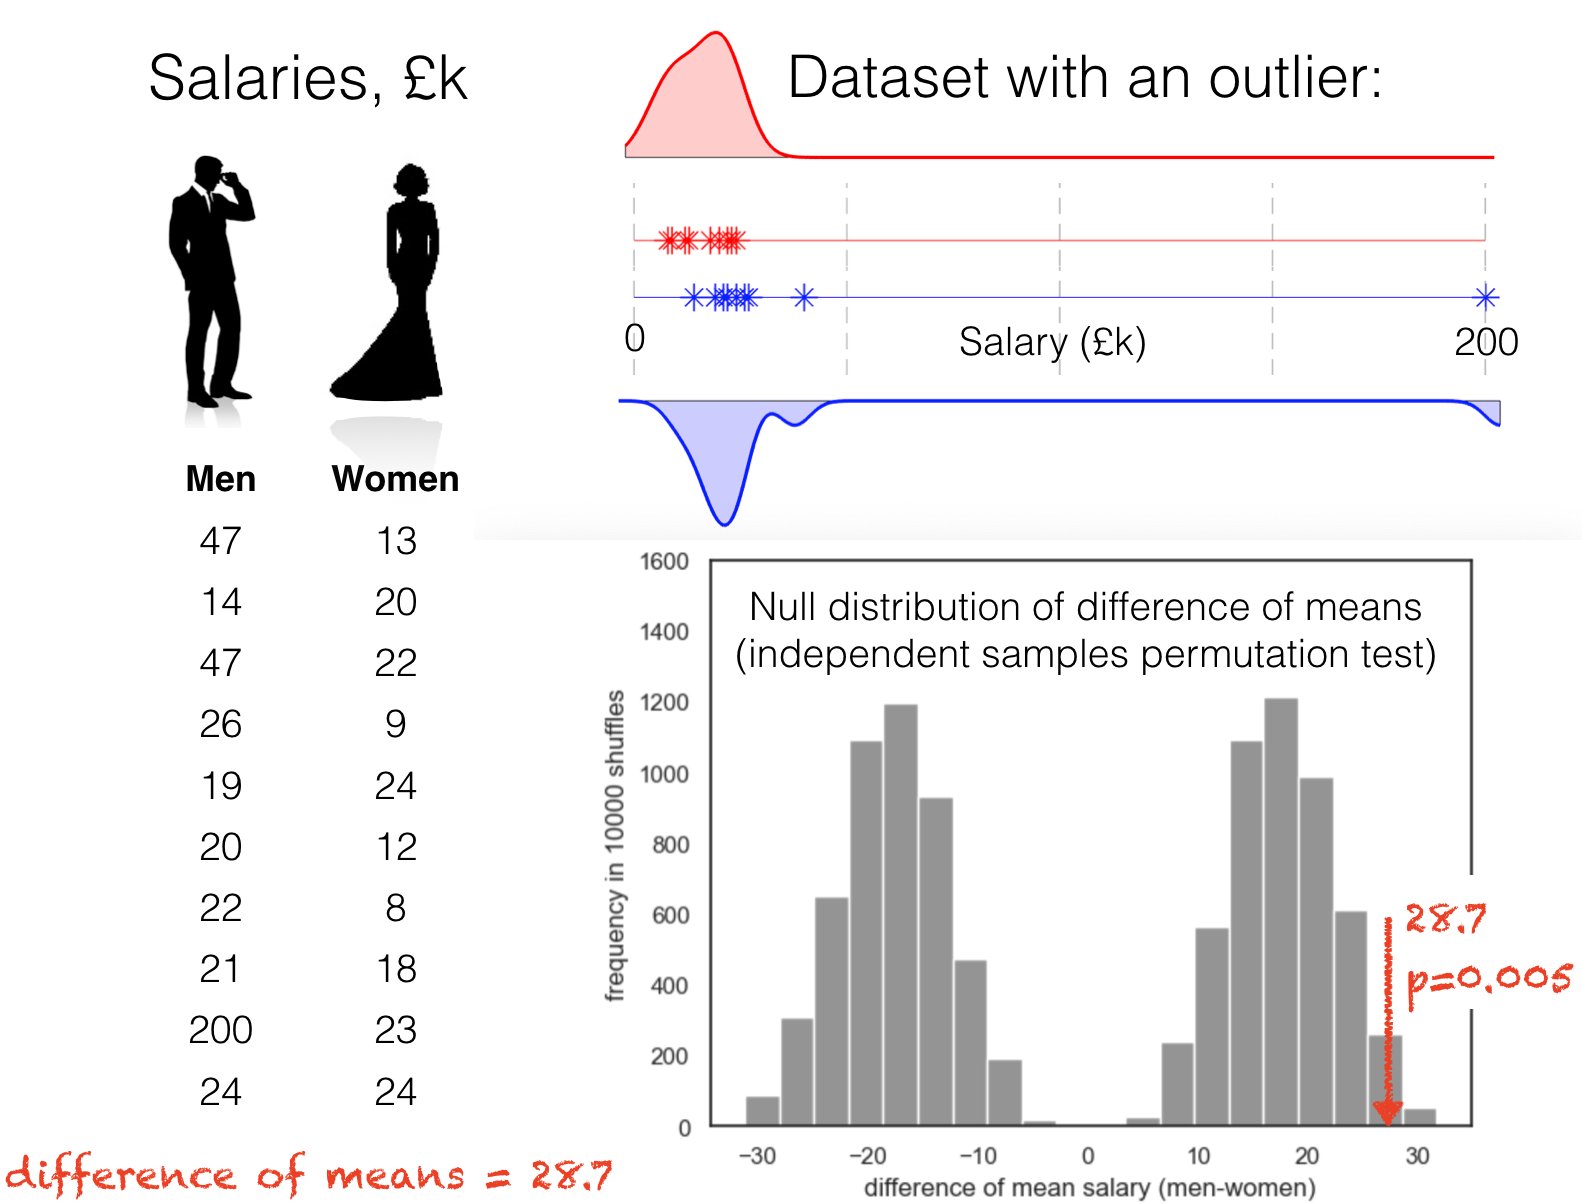 Salaries, £k
Dataset with an outlier:
0
Salary (£k)
200
Men Women
47 13
14 20
47 22
26 9
19 24
20 12
22 8
21 18
200 23
24 24
difference of means = 28.7
Null distribution of difference of means
(independent samples permutation test)
frequency in 10000 shuffles
1600
1400
1200
1000
800
600
400
200
0
28.7
p=0.005
−30 −20 −10 0 10 20 30
difference of mean salary (men-women)